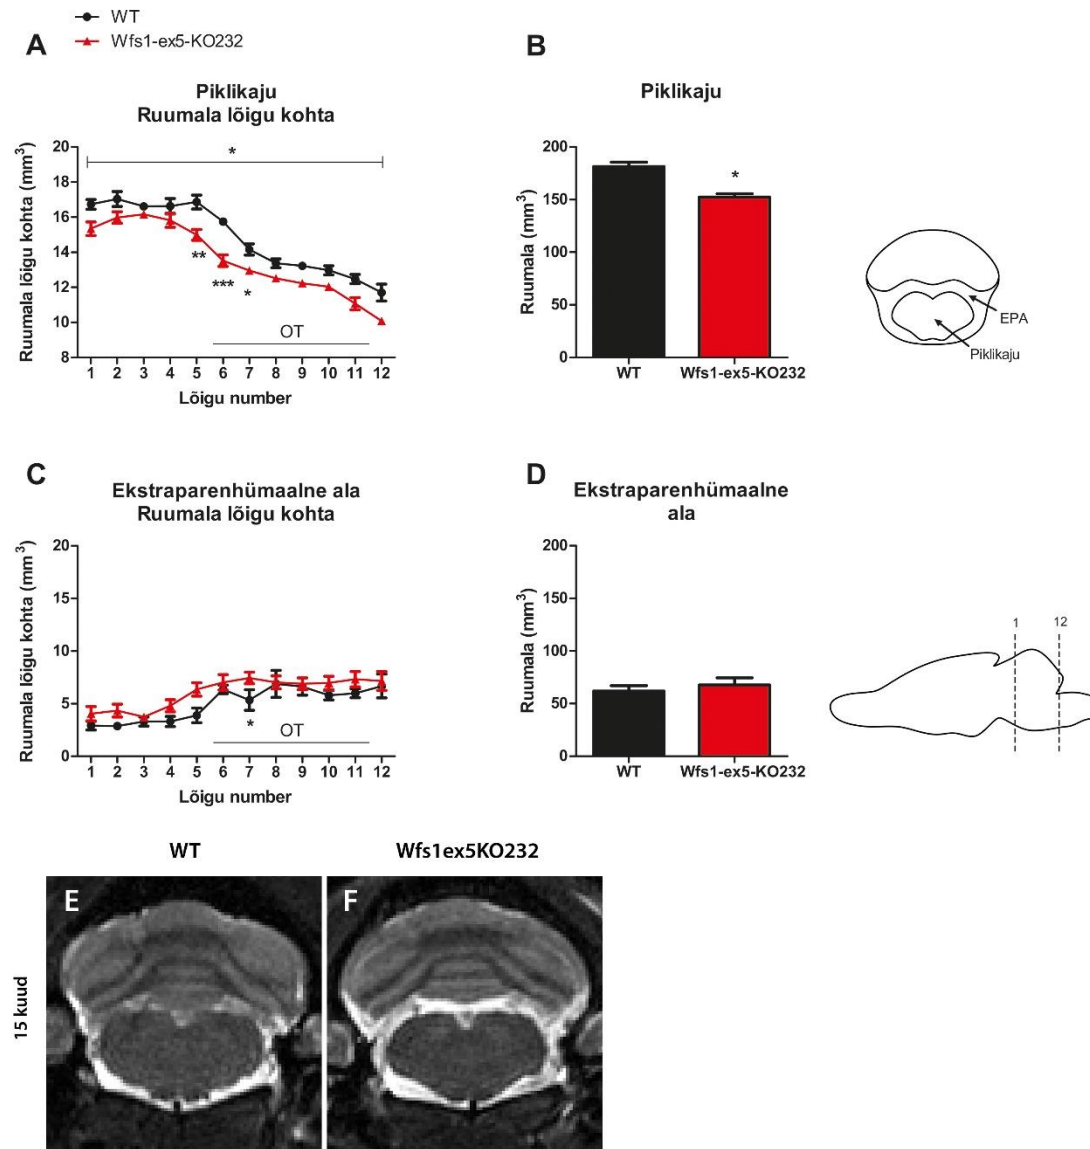 WT
Wfs1-ex5-KO232
A
Piklikaju
Ruumala lõigu kohta
Ruumala lõigu kohta (mm³)
20
18
16
14
12
10
8
*
**
***
*
OT
1 2 3 4 5 6 7 8 9 10 11 12
Lõigu number
B
Piklikaju
Ruumala (mm³)
200
150
100
50
0
*
WT Wfs1-ex5-KO232
EPA
Piklikaju
C
Ekstraparenhümaalne ala
Ruumala lõigu kohta
Ruumala lõigu kohta (mm³)
20
15
10
5
0
*
OT
1 2 3 4 5 6 7 8 9 10 11 12
Lõigu number
D
Ekstraparenhümaalne
ala
Ruumala (mm³)
200
150
100
50
0
WT Wfs1-ex5-KO232
1 12
WT
Wfs1ex5KO232
E
F
15 kuud